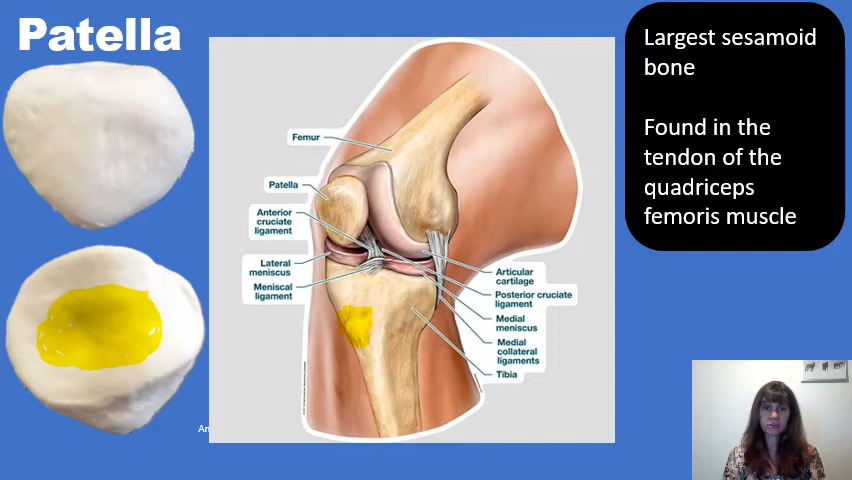 Patella
Largest sesamoid
bone
Found in the
tendon of the
quadriceps
femoris muscle
Femur
Patella
Anterior
cruciate
ligament
Lateral
meniscus
Meniscal
ligament
Articular
cartilage
Posterior cruciate
ligament
Medial
meniscus
Medial
collateral
ligaments
Tibia